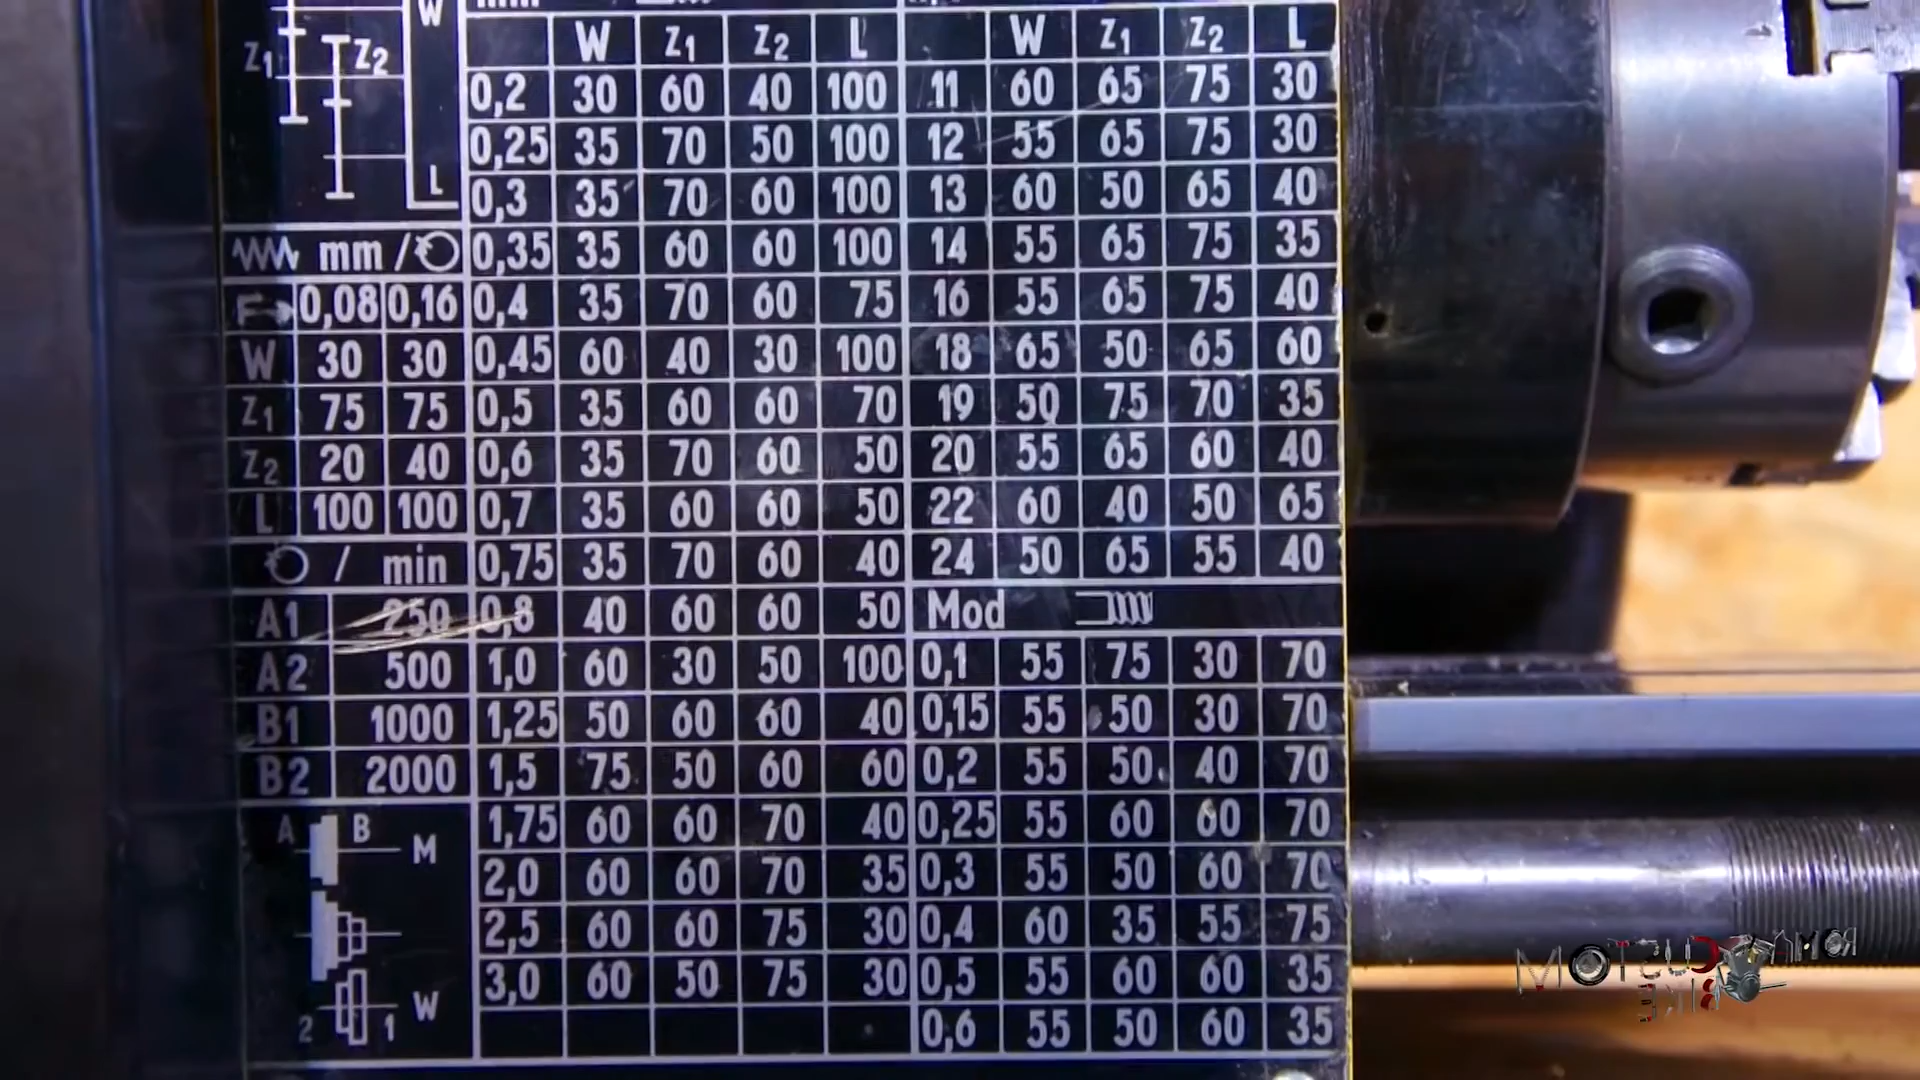 W
Z1 Z2
L
mm /
0,08 0,16
W 30 30
Z1 75 75
Z2 20 40
L 100 100
/ min
A1 250
A2 500
B1 1000
B2 2000
A B M
2 1 W
mm
W Z1 Z2 L
0,2 30 60 40 100
0,25 35 70 50 100
0,3 35 70 60 100
0,35 35 60 60 100
0,4 35 70 60 75
0,45 60 40 30 100
0,5 35 60 60 70
0,6 35 70 60 50
0,7 35 60 60 50
0,75 35 70 60 40
0,8 40 60 60 50
1,0 60 30 50 100
1,25 50 60 60 40
1,5 75 50 60 60
1,75 60 60 70 40
2,0 60 60 70 35
2,5 60 60 75 30
3,0 60 50 75 30
W Z1 Z2 L
11 60 65 75 30
12 55 65 75 30
13 60 50 65 40
14 55 65 75 35
16 55 65 75 40
18 65 50 65 60
19 50 75 70 35
20 55 65 60 40
22 60 40 50 65
24 50 65 55 40
Mod
0,1 55 75 30 70
0,15 55 50 30 70
0,2 55 50 40 70
0,25 55 60 60 70
0,3 55 50 60 70
0,4 60 35 55 75
0,5 55 60 60 35
0,6 55 50 60 35
ROMA CUSTOM
BIKE